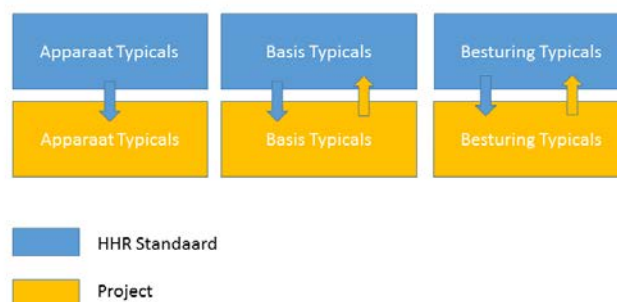 Apparaat Typicals
Basis Typicals
Besturing Typicals
Apparaat Typicals
Basis Typicals
Besturing Typicals
HHR Standaard
Project